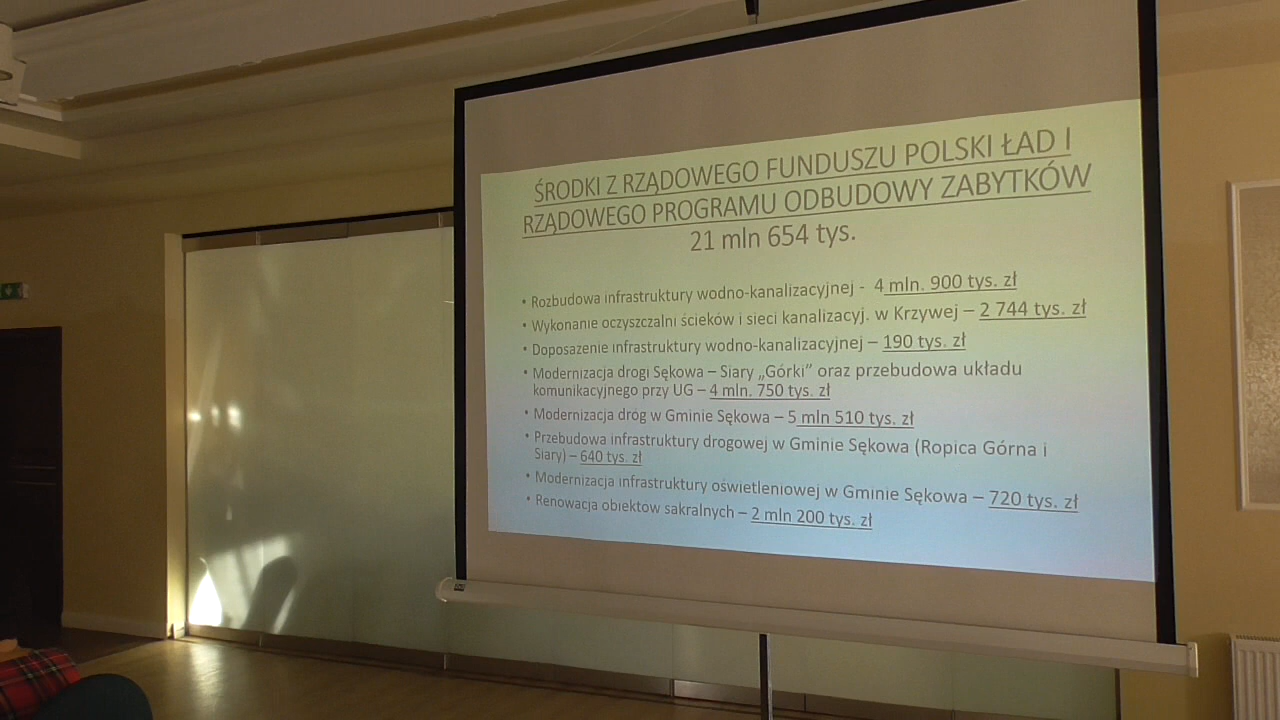 ŚRODKI Z RZĄDOWEGO FUNDUSZU POLSKI ŁAD I
RZĄDOWEGO PROGRAMU ODBUDOWY ZABYTKÓW
21 mln 654 tys.
• Rozbudowa infrastruktury wodno-kanalizacyjnej - 4 mln. 900 tys. zł
• Wykonanie oczyszczalni ścieków i sieci kanalizacyj. w Krzywej – 2 744 tys. zł
• Doposażenie infrastruktury wodno-kanalizacyjnej – 190 tys. zł
• Modernizacja drogi Sękowa – Siary „Górki” oraz przebudowa układu
komunikacyjnego przy UG – 4 mln. 750 tys. zł
• Modernizacja dróg w Gminie Sękowa – 5 mln 510 tys. zł
• Przebudowa infrastruktury drogowej w Gminie Sękowa (Ropica Górna i
Siary) – 640 tys. zł
• Modernizacja infrastruktury oświetleniowej w Gminie Sękowa – 720 tys. zł
• Renowacja obiektów sakralnych – 2 mln 200 tys. zł